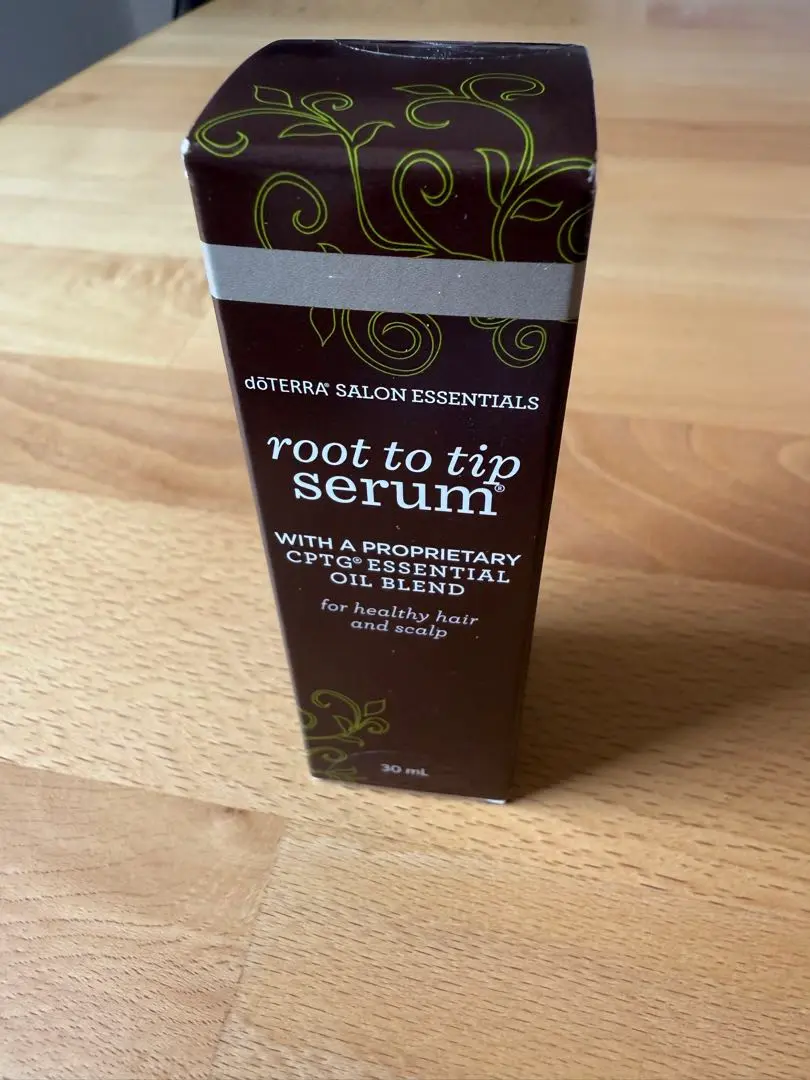 dōTERRA® SALON ESSENTIALS
root to tip
serum®
WITH A PROPRIETARY
CPTG® ESSENTIAL
OIL BLEND
for healthy hair
and scalp
30 mL